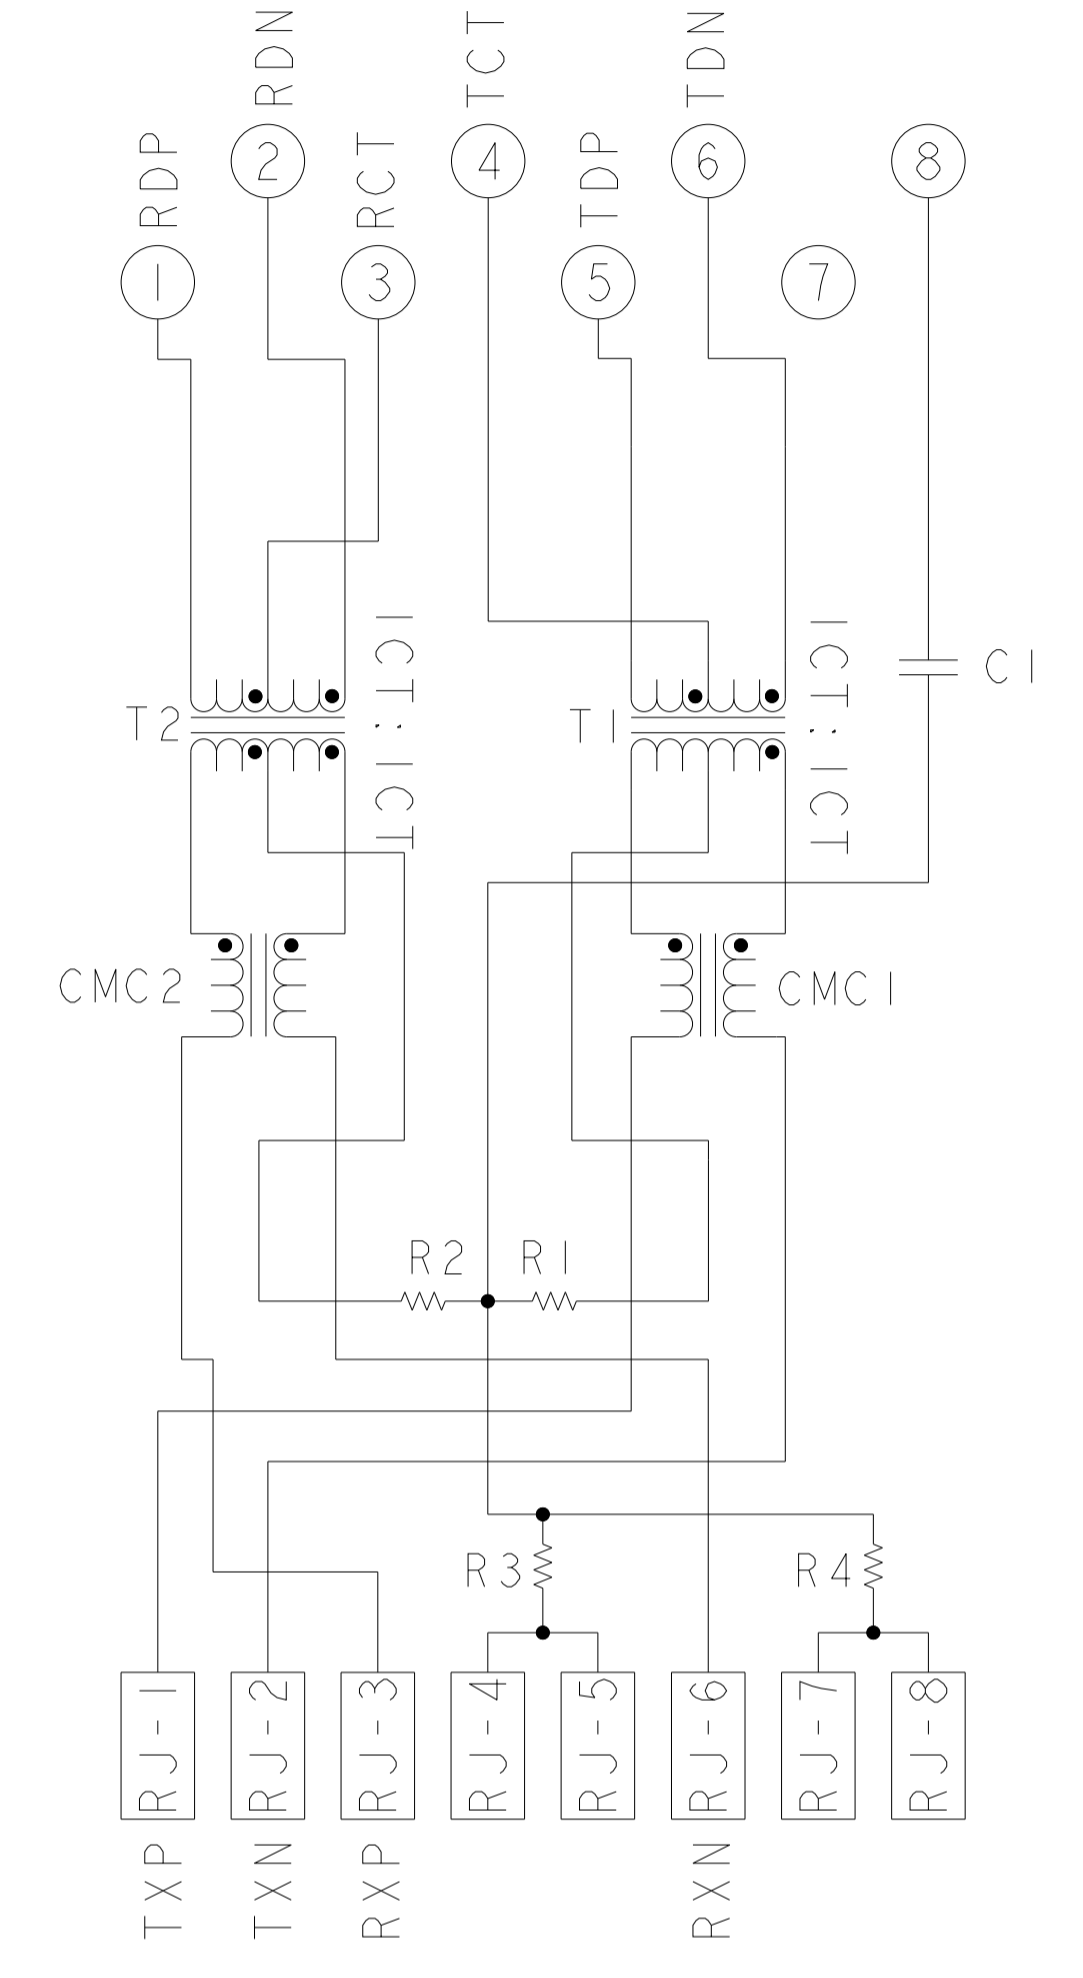 RDN
TCT
TDN
RDP
2
RCT
4
TDP
6
8
1
3
5
7
1CT : 1CT
1CT : 1CT
C1
T2
T1
CMC2
CMC1
R2
R1
R3
R4
RJ-1
RJ-2
RJ-3
RJ-4
RJ-5
RJ-6
RJ-7
RJ-8
TXP
TXN
RXP
RXN